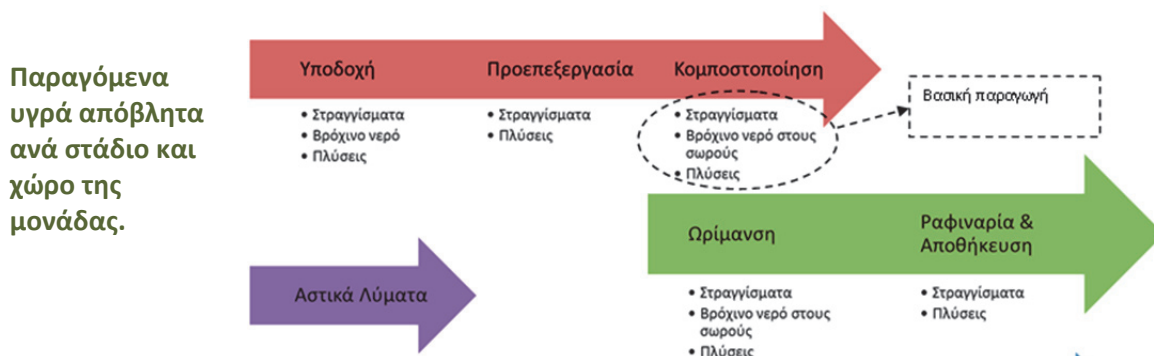 Παραγόμενα
υγρά απόβλητα
ανά στάδιο και
χώρο της
μονάδας.
Υποδοχή
• Στραγγίσματα
• Βρόχινο νερό
• Πλύσεις
Προεπεξεργασία
• Στραγγίσματα
• Πλύσεις
Κομποστοποίηση
• Στραγγίσματα
• Βρόχινο νερό στους
σωρούς
• Πλύσεις
Βασική παραγωγή
Ωρίμανση
• Στραγγίσματα
• Βρόχινο νερό στους
σωρούς
• Πλύσεις
Ραφιναρία &
Αποθήκευση
• Στραγγίσματα
• Πλύσεις
Αστικά Λύματα